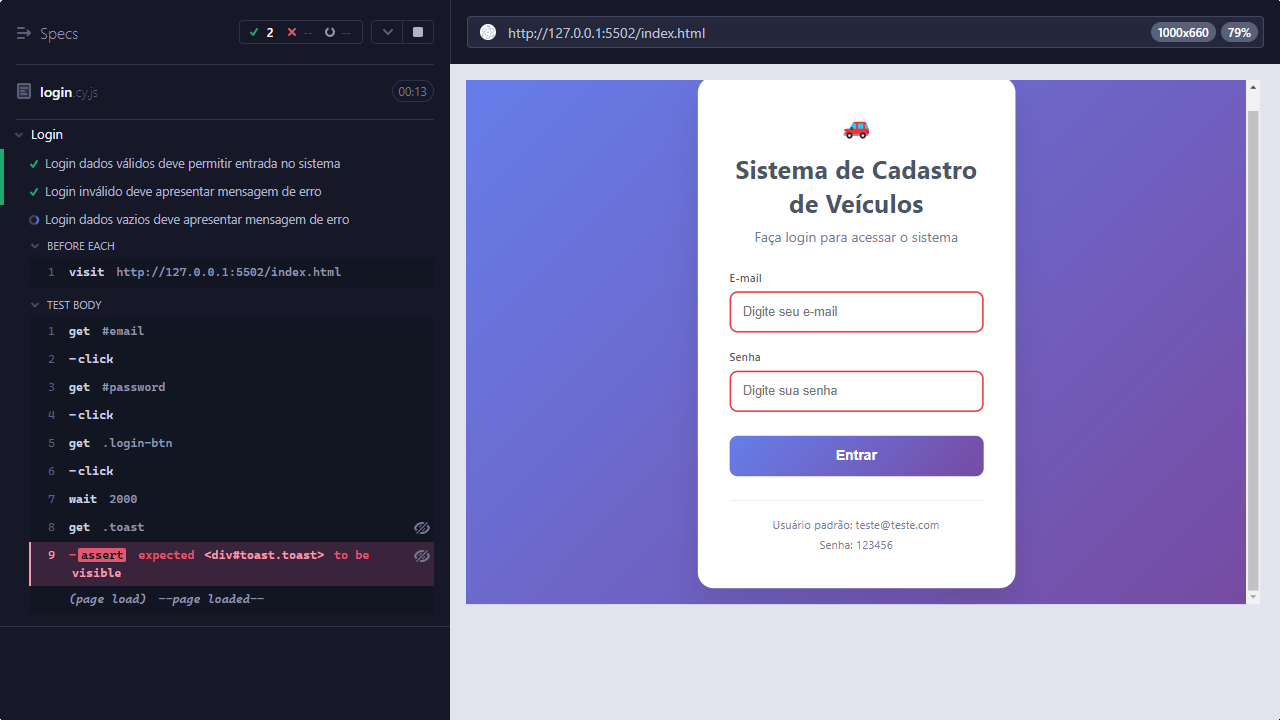 Specs
2
--
--
http://127.0.0.1:5502/index.html
1000x660
79%
login.cy.js
00:13
Login
Login dados válidos deve permitir entrada no sistema
Login inválido deve apresentar mensagem de erro
Login dados vazios deve apresentar mensagem de erro
BEFORE EACH
1 visit http://127.0.0.1:5502/index.html
TEST BODY
1 get #email
2 -click
3 get #password
4 -click
5 get .login-btn
6 -click
7 wait 2000
8 get .toast
9 -assert expected <div#toast.toast> to be
visible
(page load) --page loaded--
Sistema de Cadastro
de Veículos
Faça login para acessar o sistema
E-mail
Digite seu e-mail
Senha
Digite sua senha
Entrar
Usuário padrão: teste@teste.com
Senha: 123456